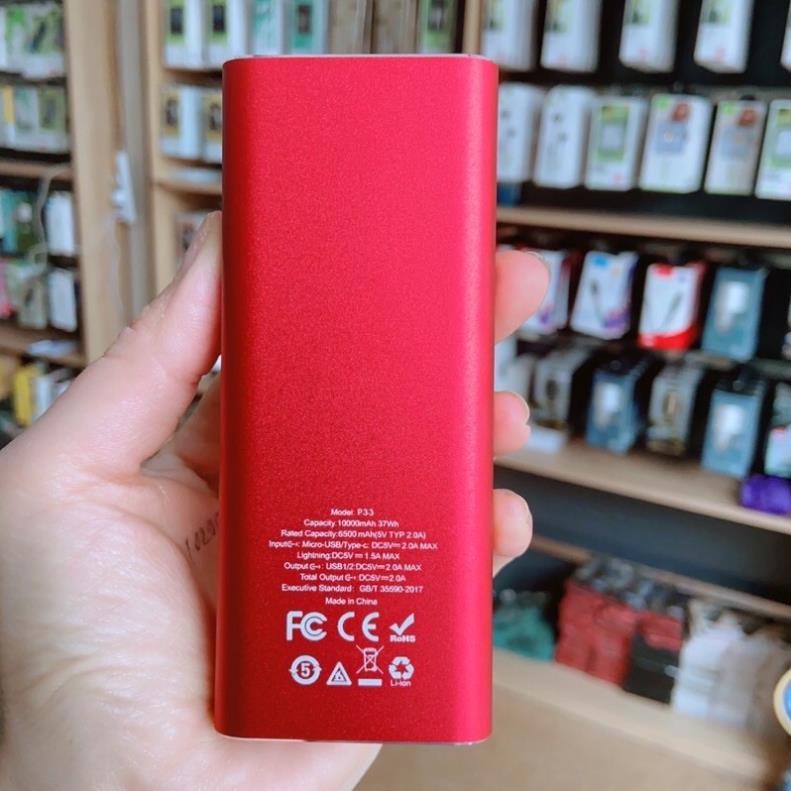 Model: P33
Capacity:10000mAh 37Wh
Rated Capacity:6500 mAh(5V TYP 2.0A)
Input: Micro-USB/Type-c: DC5V⎓2.0A MAX
Lightning:DC5V⎓1.5A MAX
Output: USB1/2:DC5V⎓2.0A MAX
Total Output: DC5V⎓2.0A
Executive Standard: GB/T 35590-2017
Made in China
FC CE RoHS
5 Li-ion